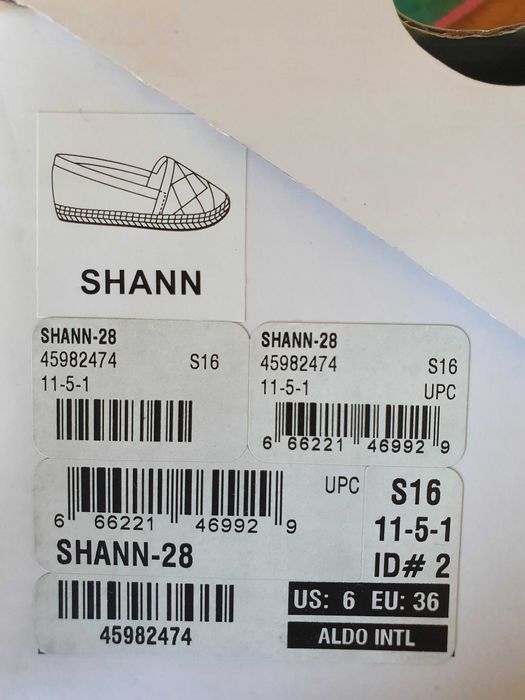 SHANN
SHANN-28
45982474 S16
11-5-1
SHANN-28
45982474 S16
11-5-1 UPC
6 66221 46992 9
UPC
6 66221 46992 9
SHANN-28
45982474
S16
11-5-1
ID# 2
US: 6 EU: 36
ALDO INTL